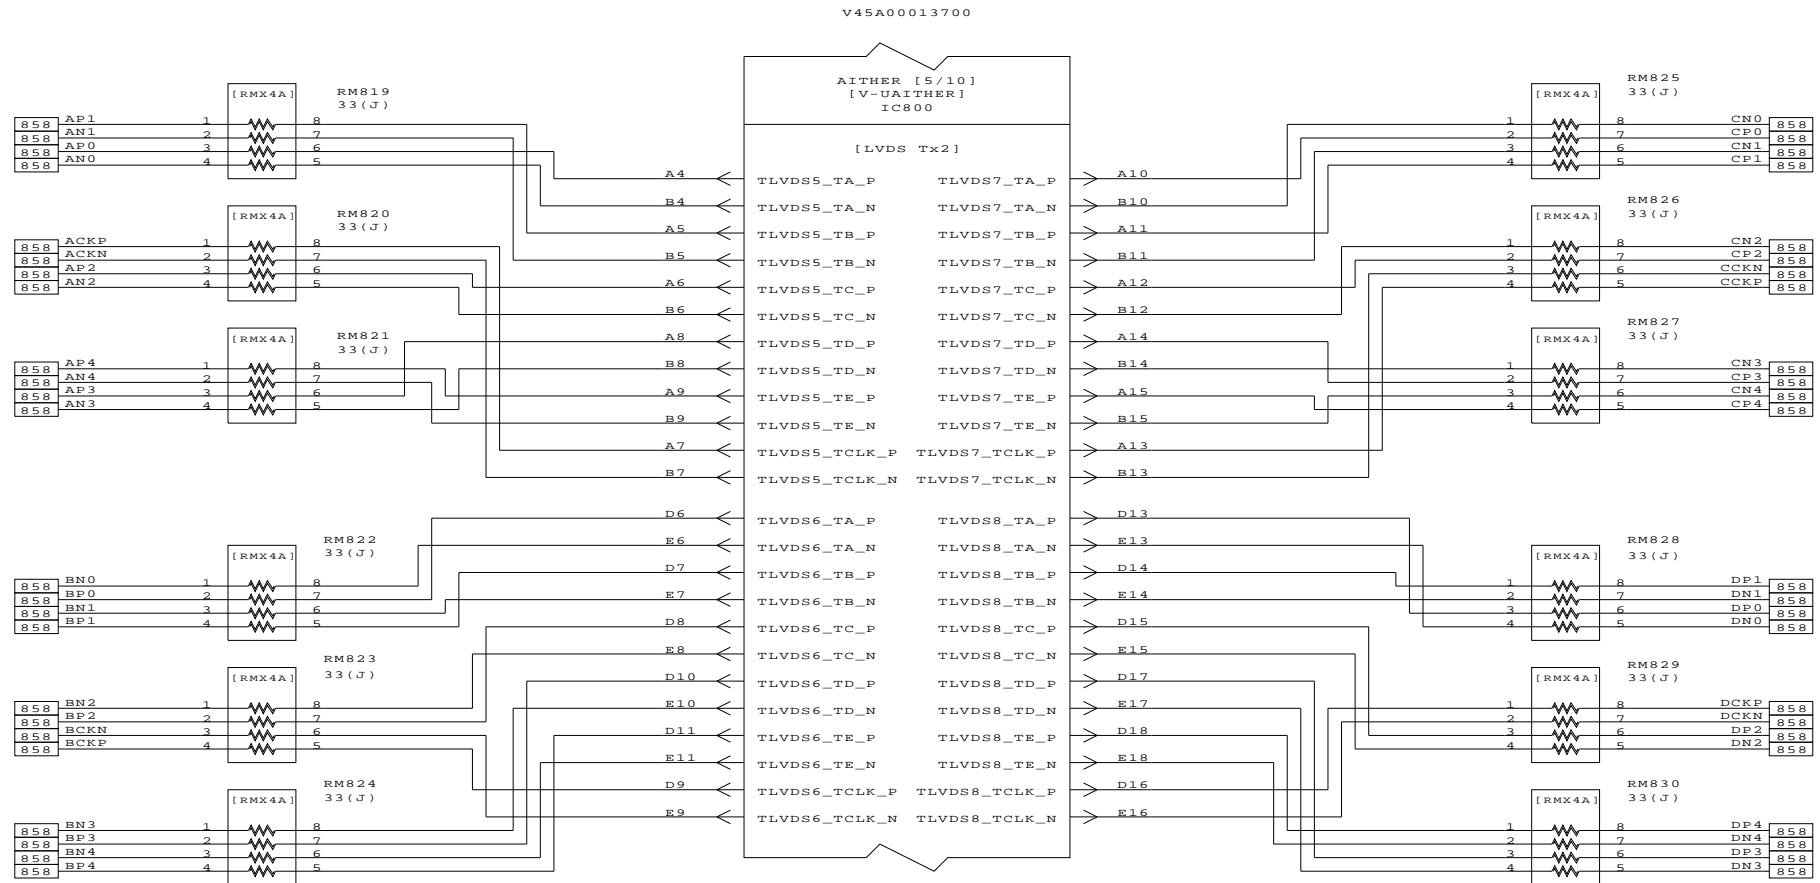 V45A00013700
AITHER [5/10]
[V-UAITHER]
IC800
[LVDS Tx2]
[RMX4A] RM819
33(J)
858 AP1 1 8
858 AN1 2 7
858 AP0 3 6
858 AN0 4 5
[RMX4A] RM820
33(J)
858 ACKP 1 8
858 ACKN 2 7
858 AP2 3 6
858 AN2 4 5
[RMX4A] RM821
33(J)
858 AP4 1 8
858 AN4 2 7
858 AP3 3 6
858 AN3 4 5
[RMX4A] RM822
33(J)
858 BN0 1 8
858 BP0 2 7
858 BN1 3 6
858 BP1 4 5
[RMX4A] RM823
33(J)
858 BN2 1 8
858 BP2 2 7
858 BCKN 3 6
858 BCKP 4 5
[RMX4A] RM824
33(J)
858 BN3 1 8
858 BP3 2 7
858 BN4 3 6
858 BP4 4 5
A4 TLVDS5_TA_P TLVDS7_TA_P A10
B4 TLVDS5_TA_N TLVDS7_TA_N B10
A5 TLVDS5_TB_P TLVDS7_TB_P A11
B5 TLVDS5_TB_N TLVDS7_TB_N B11
A6 TLVDS5_TC_P TLVDS7_TC_P A12
B6 TLVDS5_TC_N TLVDS7_TC_N B12
A8 TLVDS5_TD_P TLVDS7_TD_P A14
B8 TLVDS5_TD_N TLVDS7_TD_N B14
A9 TLVDS5_TE_P TLVDS7_TE_P A15
B9 TLVDS5_TE_N TLVDS7_TE_N B15
A7 TLVDS5_TCLK_P TLVDS7_TCLK_P A13
B7 TLVDS5_TCLK_N TLVDS7_TCLK_N B13
D6 TLVDS6_TA_P TLVDS8_TA_P D13
E6 TLVDS6_TA_N TLVDS8_TA_N E13
D7 TLVDS6_TB_P TLVDS8_TB_P D14
E7 TLVDS6_TB_N TLVDS8_TB_N E14
D8 TLVDS6_TC_P TLVDS8_TC_P D15
E8 TLVDS6_TC_N TLVDS8_TC_N E15
D10 TLVDS6_TD_P TLVDS8_TD_P D17
E10 TLVDS6_TD_N TLVDS8_TD_N E17
D11 TLVDS6_TE_P TLVDS8_TE_P D18
E11 TLVDS6_TE_N TLVDS8_TE_N E18
D9 TLVDS6_TCLK_P TLVDS8_TCLK_P D16
E9 TLVDS6_TCLK_N TLVDS8_TCLK_N E16
[RMX4A] RM825
33(J)
1 8 CN0 858
2 7 CP0 858
3 6 CN1 858
4 5 CP1 858
[RMX4A] RM826
33(J)
1 8 CN2 858
2 7 CP2 858
3 6 CCKN 858
4 5 CCKP 858
[RMX4A] RM827
33(J)
1 8 CN3 858
2 7 CP3 858
3 6 CN4 858
4 5 CP4 858
[RMX4A] RM828
33(J)
1 8 DP1 858
2 7 DN1 858
3 6 DP0 858
4 5 DN0 858
[RMX4A] RM829
33(J)
1 8 DCKP 858
2 7 DCKN 858
3 6 DP2 858
4 5 DN2 858
[RMX4A] RM830
33(J)
1 8 DP4 858
2 7 DN4 858
3 6 DP3 858
4 5 DN3 858